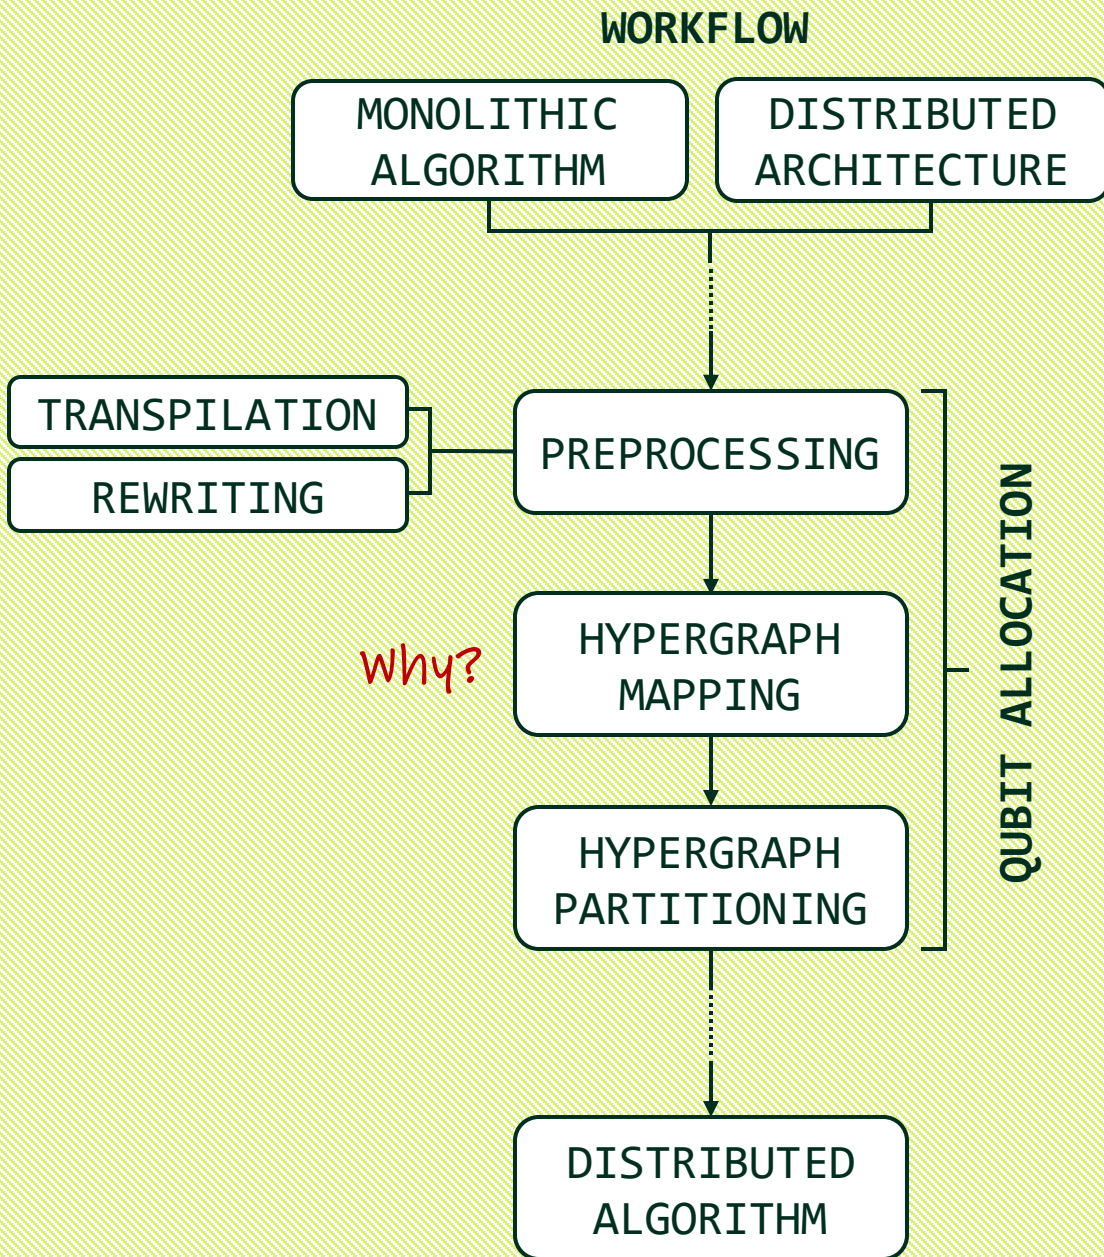 WORKFLOW
MONOLITHIC
ALGORITHM
DISTRIBUTED
ARCHITECTURE
TRANSPILATION
REWRITING
PREPROCESSING
Why?
HYPERGRAPH
MAPPING
HYPERGRAPH
PARTITIONING
QUBIT ALLOCATION
DISTRIBUTED
ALGORITHM